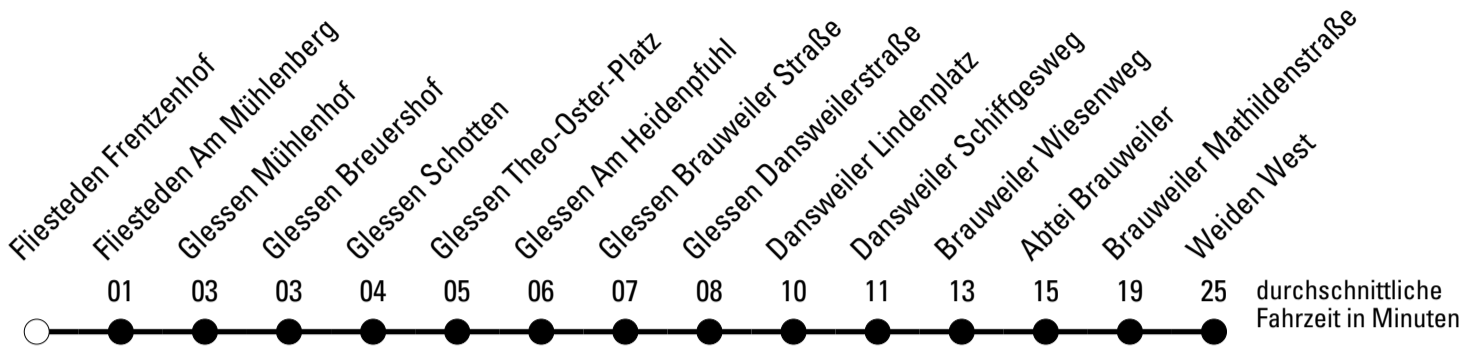 Fliesteden Frentzenhof
Fliesteden Am Mühlenberg
Glessen Mühlenhof
Glessen Breuershof
Glessen Schotten
Glessen Theo-Oster-Platz
Glessen Am Heidenpfuhl
Glessen Brauweiler Straße
Glessen Dansweilerstraße
Dansweiler Lindenplatz
Dansweiler Schiffgesweg
Brauweiler Wiesenweg
Abtei Brauweiler
Brauweiler Mathildenstraße
Weiden West
01 03 03 04 05 06 07 08 10 11 13 15 19 25
durchschnittliche
Fahrzeit in Minuten